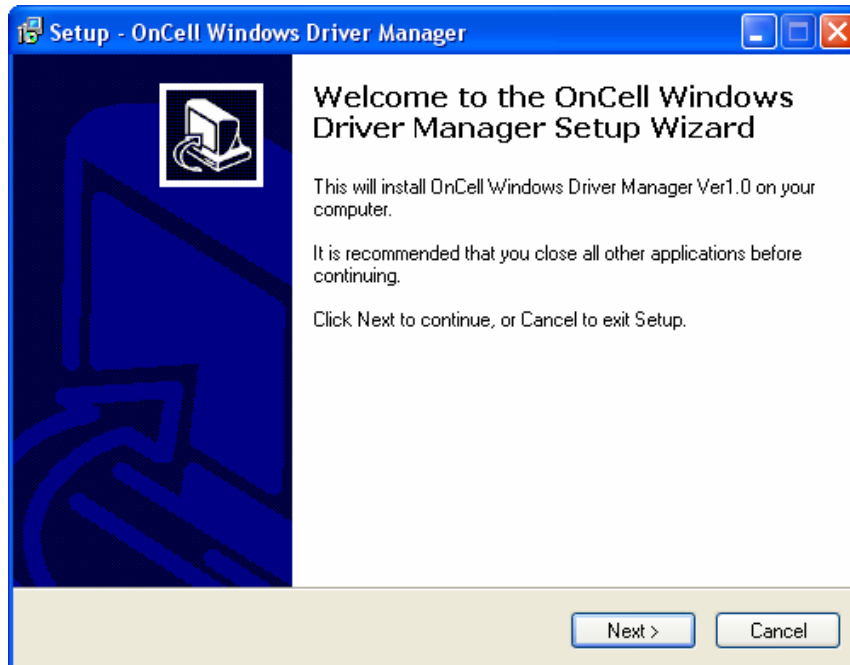 Setup - OnCell Windows Driver Manager
Welcome to the OnCell Windows
Driver Manager Setup Wizard
This will install OnCell Windows Driver Manager Ver1.0 on your
computer.
It is recommended that you close all other applications before
continuing.
Click Next to continue, or Cancel to exit Setup.
Next >
Cancel